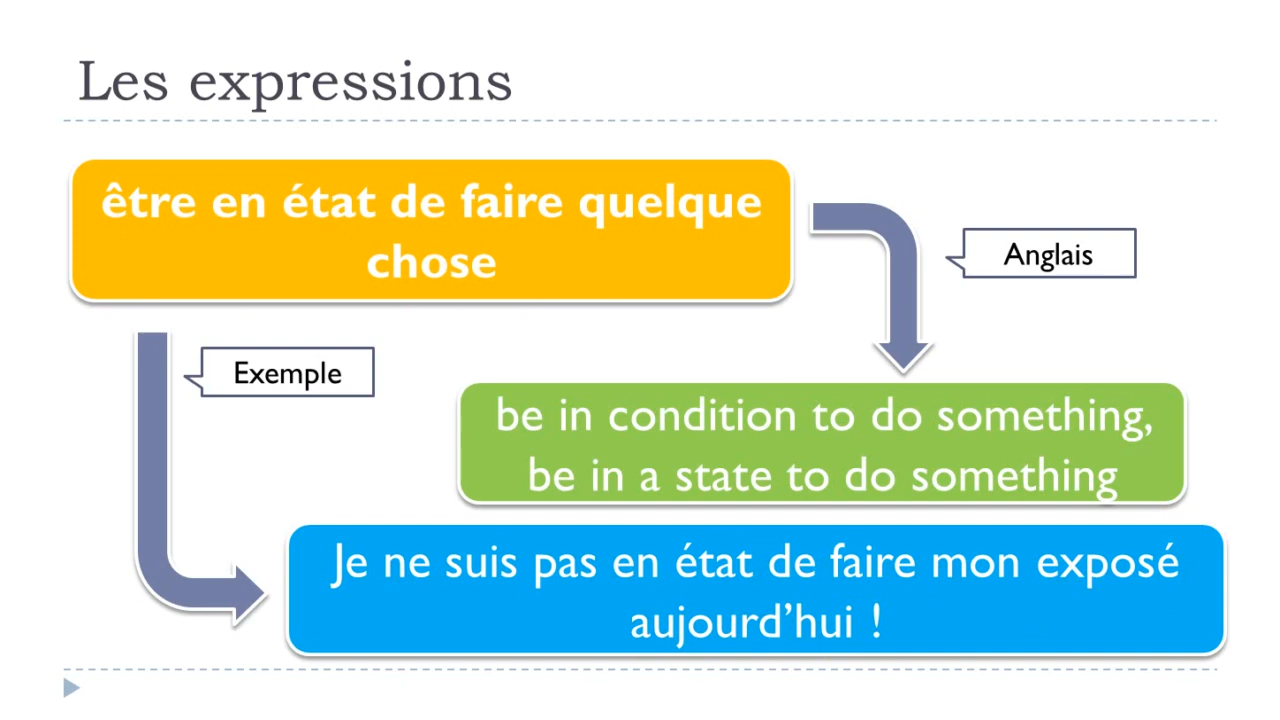 Les expressions
être en état de faire quelque
chose
Anglais
Exemple
be in condition to do something,
be in a state to do something
Je ne suis pas en état de faire mon exposé
aujourd’hui !